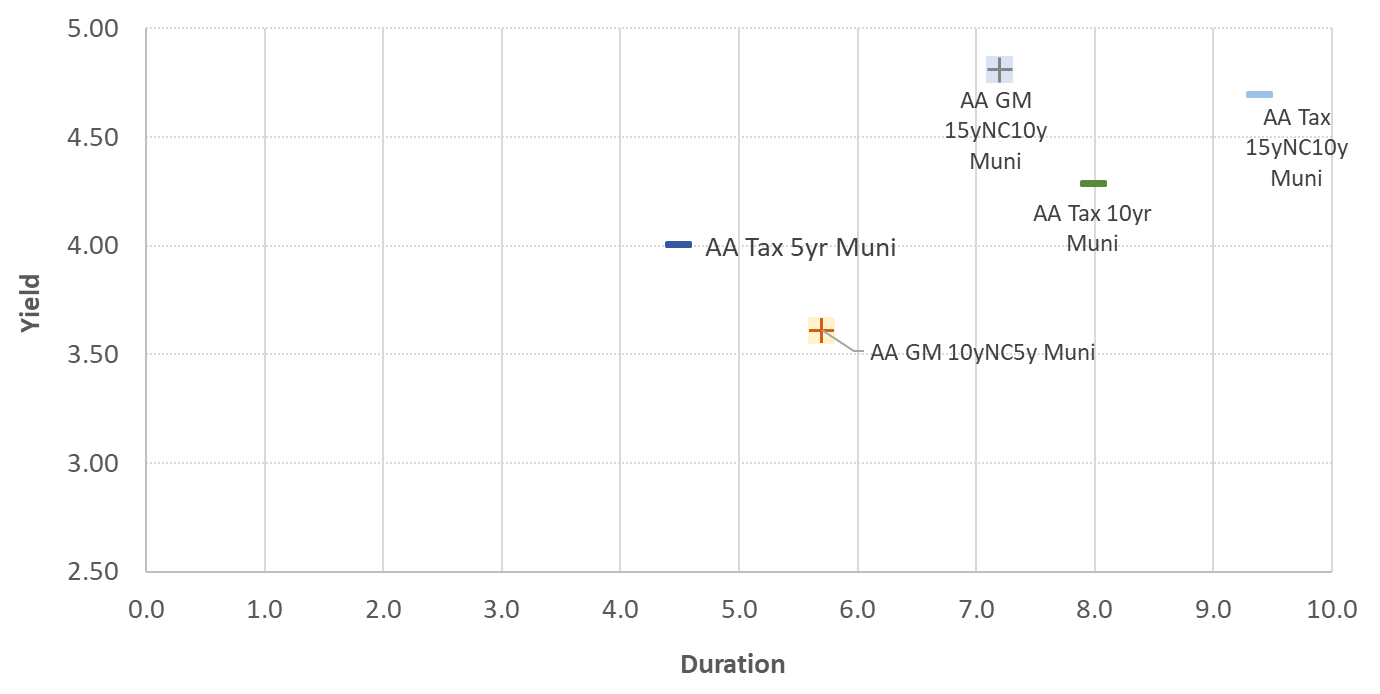 5.00
AA GM
15yNC10y
Muni
AA Tax
15yNC10y
Muni
4.50
AA Tax 10yr
Muni
4.00
AA Tax 5yr Muni
Yield
3.50
AA GM 10yNC5y Muni
3.00
2.50
0.0 1.0 2.0 3.0 4.0 5.0 6.0 7.0 8.0 9.0 10.0
Duration